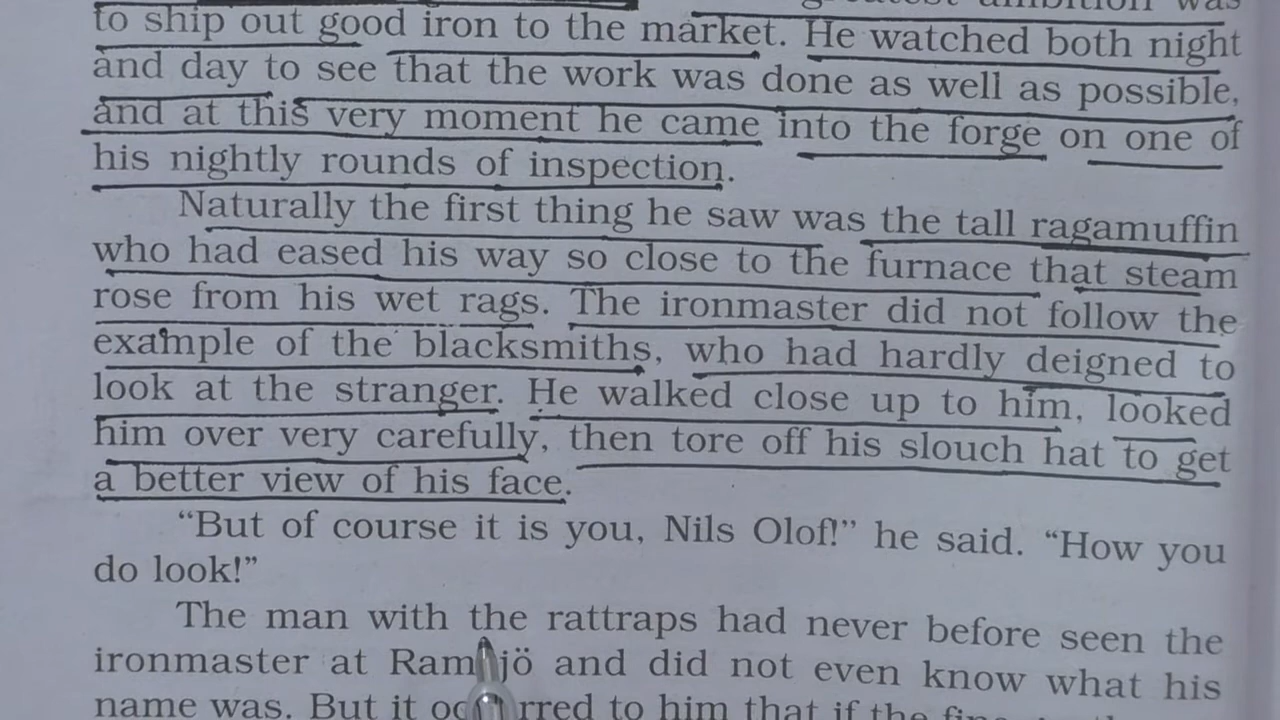 greatest ambition was
to ship out good iron to the market. He watched both night
and day to see that the work was done as well as possible,
and at this very moment he came into the forge on one of
his nightly rounds of inspection.
Naturally the first thing he saw was the tall ragamuffin
who had eased his way so close to the furnace that steam
rose from his wet rags. The ironmaster did not follow the
example of the blacksmiths, who had hardly deigned to
look at the stranger. He walked close up to him, looked
him over very carefully, then tore off his slouch hat to get
a better view of his face.
“But of course it is you, Nils Olof!” he said. “How you
do look!”
The man with the rattraps had never before seen the
ironmaster at Ramsjö and did not even know what his
name was. But it occurred to him that if the fine